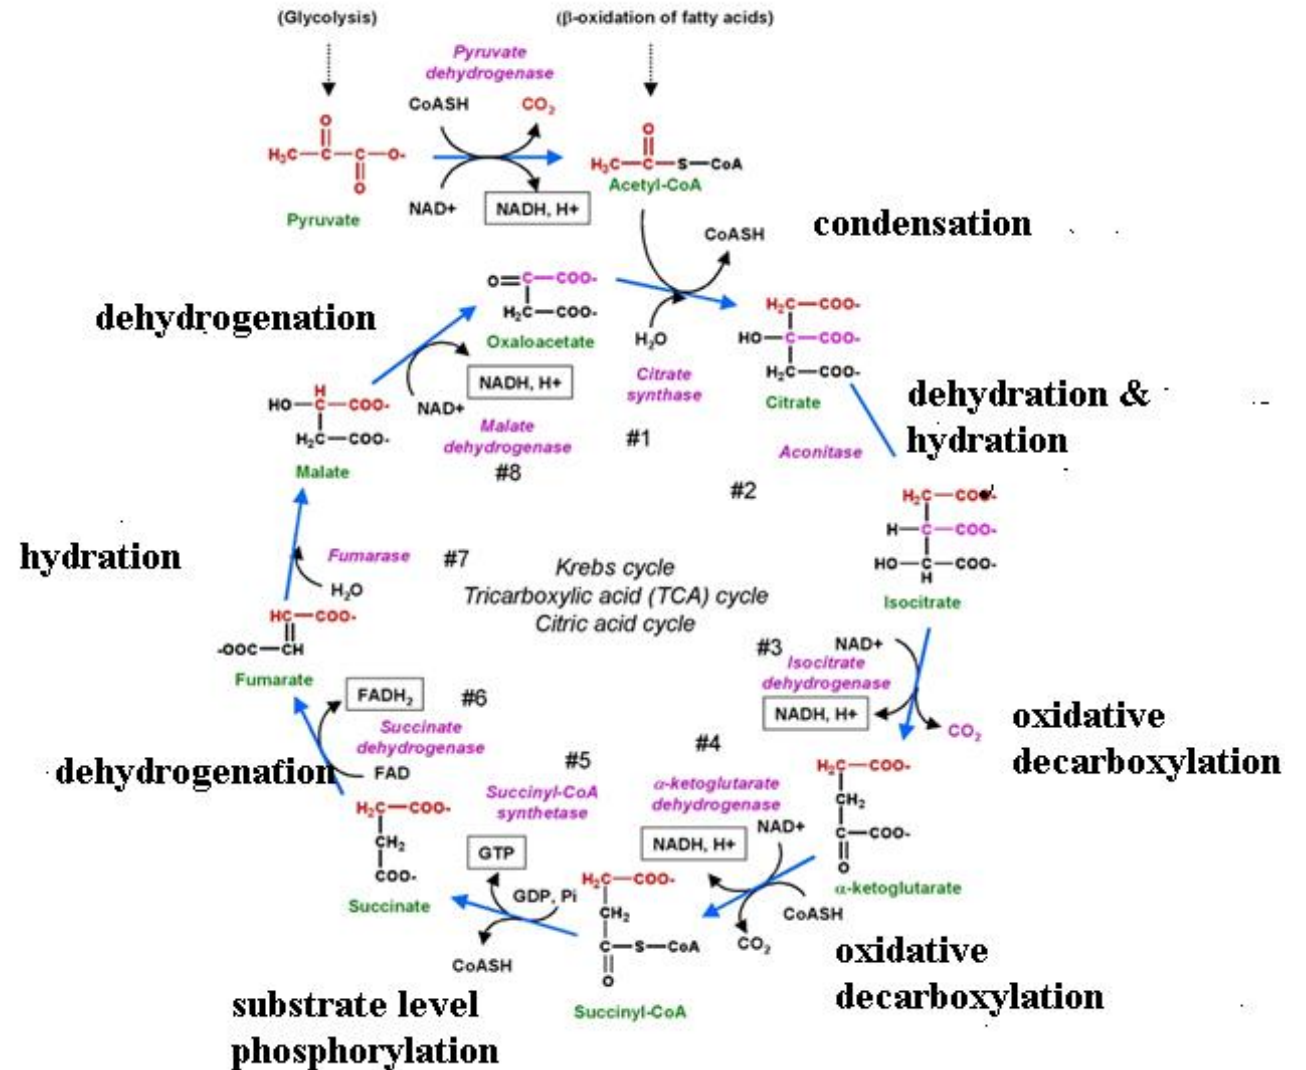 (Glycolysis)
(β-oxidation of fatty acids)
Pyruvate
dehydrogenase
CoASH
CO₂
O
H₃C—C—C—O-
O
Pyruvate
NAD+
NADH, H+
O
H₃C—C—S—CoA
Acetyl-CoA
CoASH
condensation
O=C—COO-
H₂C—COO-
Oxaloacetate
H₂O
Citrate
synthase
#1
H₂C—COO-
HO—C—COO-
H₂C—COO-
Citrate
dehydration &
hydration
Aconitase
#2
H₂C—COO-
H—C—COO-
HO—C—COO-
H
Isocitrate
#3
NAD+
Isocitrate
dehydrogenase
NADH, H+
CO₂
oxidative
decarboxylation
H₂C—COO-
CH₂
C—COO-
O
α-ketoglutarate
#4
α-ketoglutarate
dehydrogenase
NAD+
NADH, H+
CoASH
CO₂
oxidative
decarboxylation
H₂C—COO-
CH₂
C—S—CoA
O
Succinyl-CoA
#5
Succinyl-CoA
synthetase
GTP
GDP, Pi
CoASH
substrate level
phosphorylation
H₂C—COO-
CH₂
COO-
Succinate
#6
FADH₂
Succinate
dehydrogenase
FAD
dehydrogenation
HC—COO-
-OOC—CH
Fumarate
#7
Fumarase
H₂O
hydration
H
HO—C—COO-
H₂C—COO-
Malate
dehydrogenation
NAD+
NADH, H+
Malate
dehydrogenase
#8
Krebs cycle
Tricarboxylic acid (TCA) cycle
Citric acid cycle